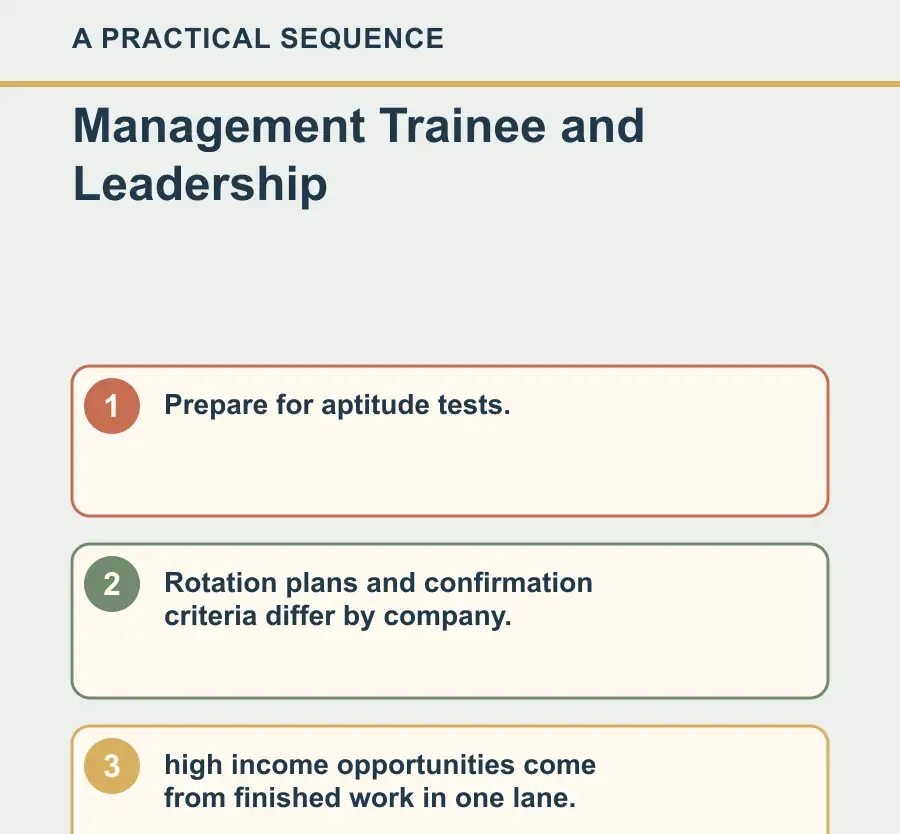 A PRACTICAL SEQUENCE
Management Trainee and
Leadership
1
Prepare for aptitude tests.
2
Rotation plans and confirmation
criteria differ by company.
3
high income opportunities come
from finished work in one lane.